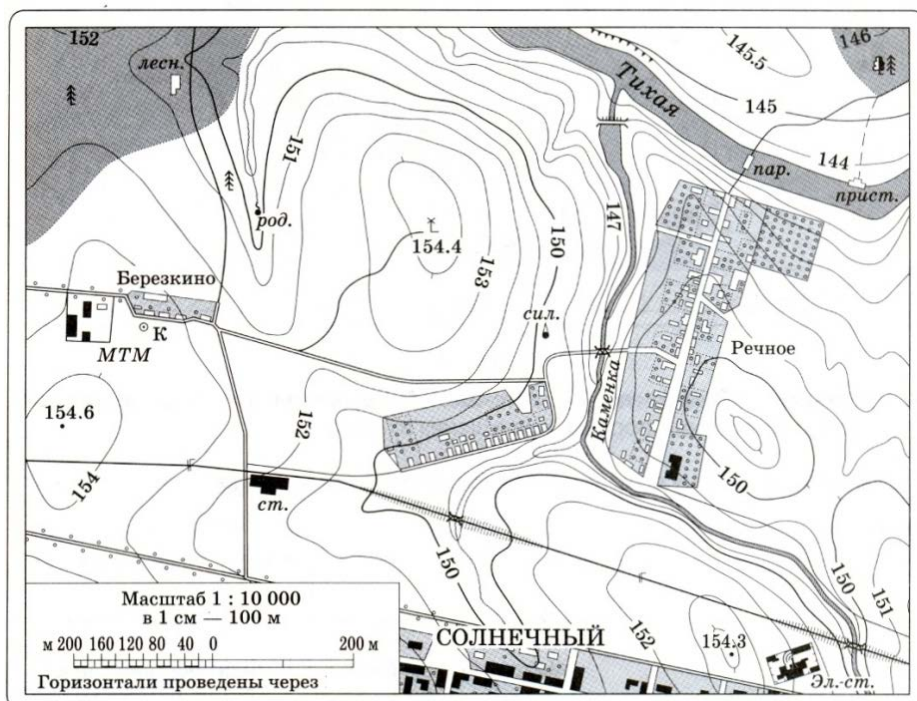 152
лесн.
145.5
146
Тихая
145
151
144
пар.
прист.
род.
154.4
150
147
153
Березкино
сил.
К
МТМ
Речное
Каменка
154.6
152
154
150
ст.
150
150
151
Масштаб 1 : 10 000
в 1 см — 100 м
СОЛНЕЧНЫЙ
152
154.3
м 200 160 120 80 40 0 200 м
Горизонтали проведены через
Эл.-ст.